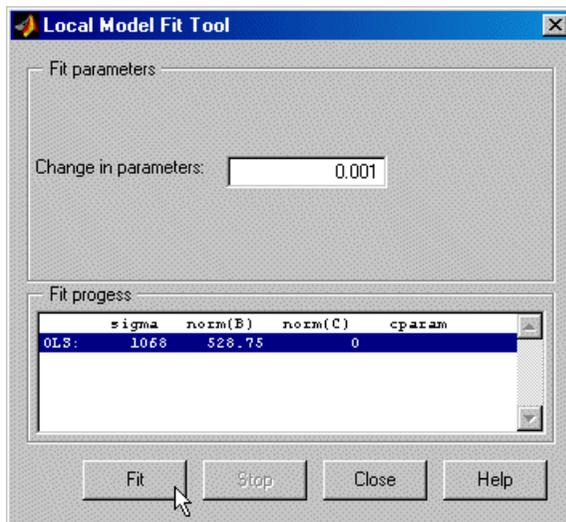 Local Model Fit Tool
Fit parameters
Change in parameters: 0.001
Fit progess
sigma norm(B) norm(C) cparam
OLS: 1068 528.75 0
Fit Stop Close Help